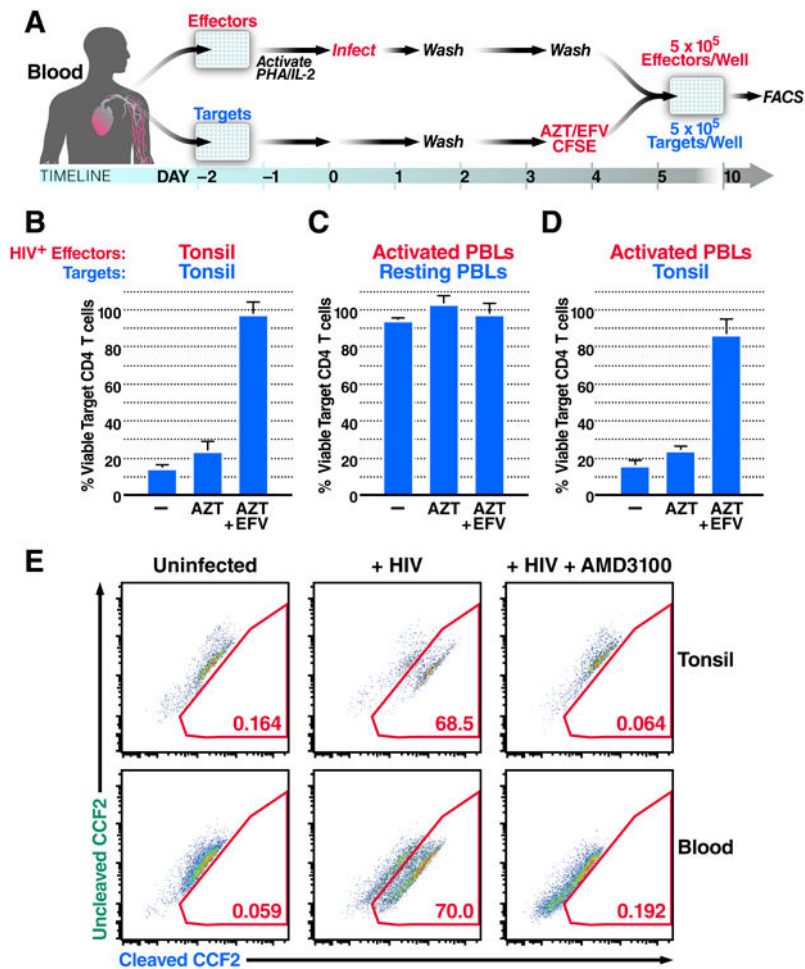 A
Blood
Effectors
Activate
PHA/IL-2
Infect
Wash
Wash
5 x 10⁵
Effectors/Well
FACS
Targets
Wash
AZT/EFV
CFSE
5 x 10⁵
Targets/Well
TIMELINE DAY –2 –1 0 1 2 3 4 5 10
B
HIV⁺ Effectors: Tonsil
Targets: Tonsil
% Viable Target CD4 T cells
100
80
60
40
20
0
– AZT AZT
+EFV
C
Activated PBLs
Resting PBLs
% Viable Target CD4 T cells
100
80
60
40
20
0
– AZT AZT
+EFV
D
Activated PBLs
Tonsil
% Viable Target CD4 T cells
100
80
60
40
20
0
– AZT AZT
+EFV
E
Uninfected + HIV + HIV + AMD3100
0.164 68.5 0.064 Tonsil
0.059 70.0 0.192 Blood
Uncleaved CCF2
Cleaved CCF2